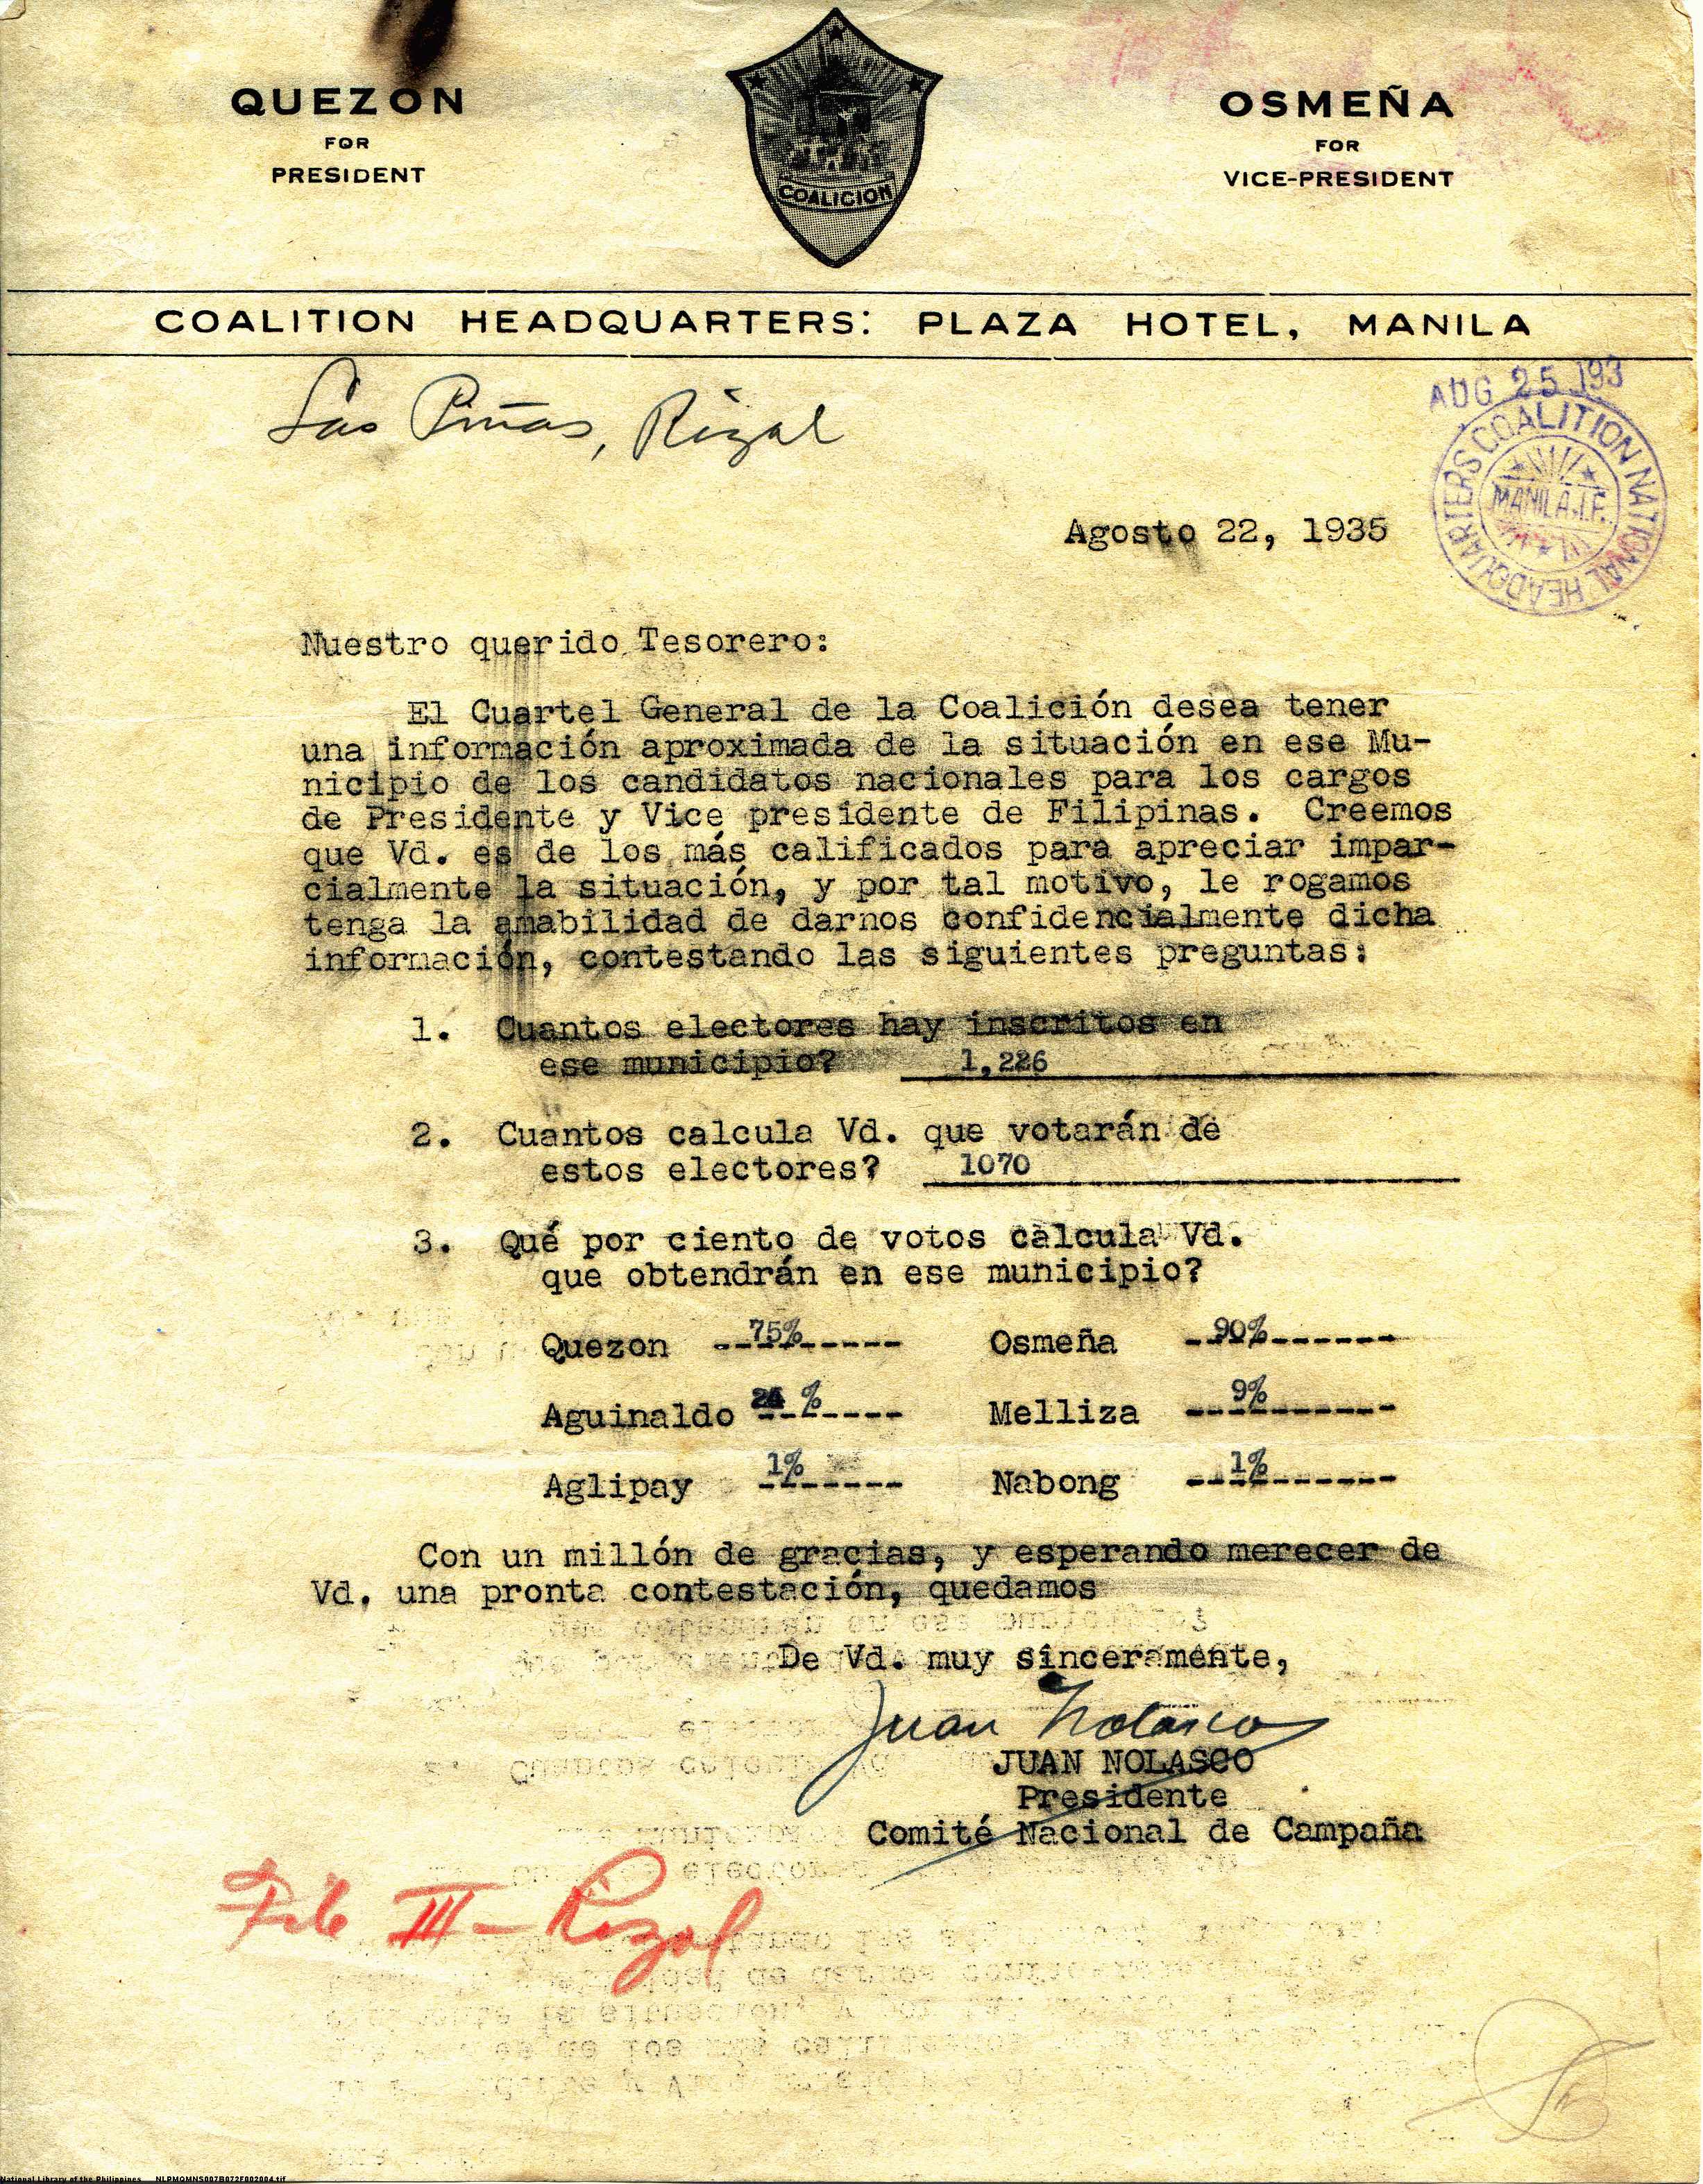 QUEZON
FOR
PRESIDENT
COALICION
OSMEÑA
FOR
VICE-PRESIDENT
COALITION HEADQUARTERS: PLAZA HOTEL, MANILA
Las Piñas, Rizal
AUG 25 193
COALITION NATIONAL HEADQUARTERS
MANILA.I.F.
Agosto 22, 1935
Nuestro querido Tesorero:
El Cuartel General de la Coalición desea tener
una información aproximada de la situación en ese Mu-
nicipio de los candidatos nacionales para los cargos
de Presidente y Vice presidente de Filipinas. Creemos
que Vd. es de los más calificados para apreciar impar-
cialmente la situación, y por tal motivo, le rogamos
tenga la amabilidad de darnos confidencialmente dicha
información, contestando las siguientes preguntas:
1. Cuantos electores hay inscritos en
ese municipio? 1,226
2. Cuantos calcula Vd. que votarán de
estos electores? 1070
3. Qué por ciento de votos calcula Vd.
que obtendrán en ese municipio?
Quezon 75% Osmeña 90%
Aguinaldo 24 % Melliza 9%
Aglipay 1% Nabong 1%
Con un millón de gracias, y esperando merecer de
Vd. una pronta contestación, quedamos
De Vd. muy sinceramente,
Juan Nolasco
JUAN NOLASCO
Presidente
Comité Nacional de Campaña
File III - Rizal
National Library of the Philippines NLPMQMNS007B072F002004.tif